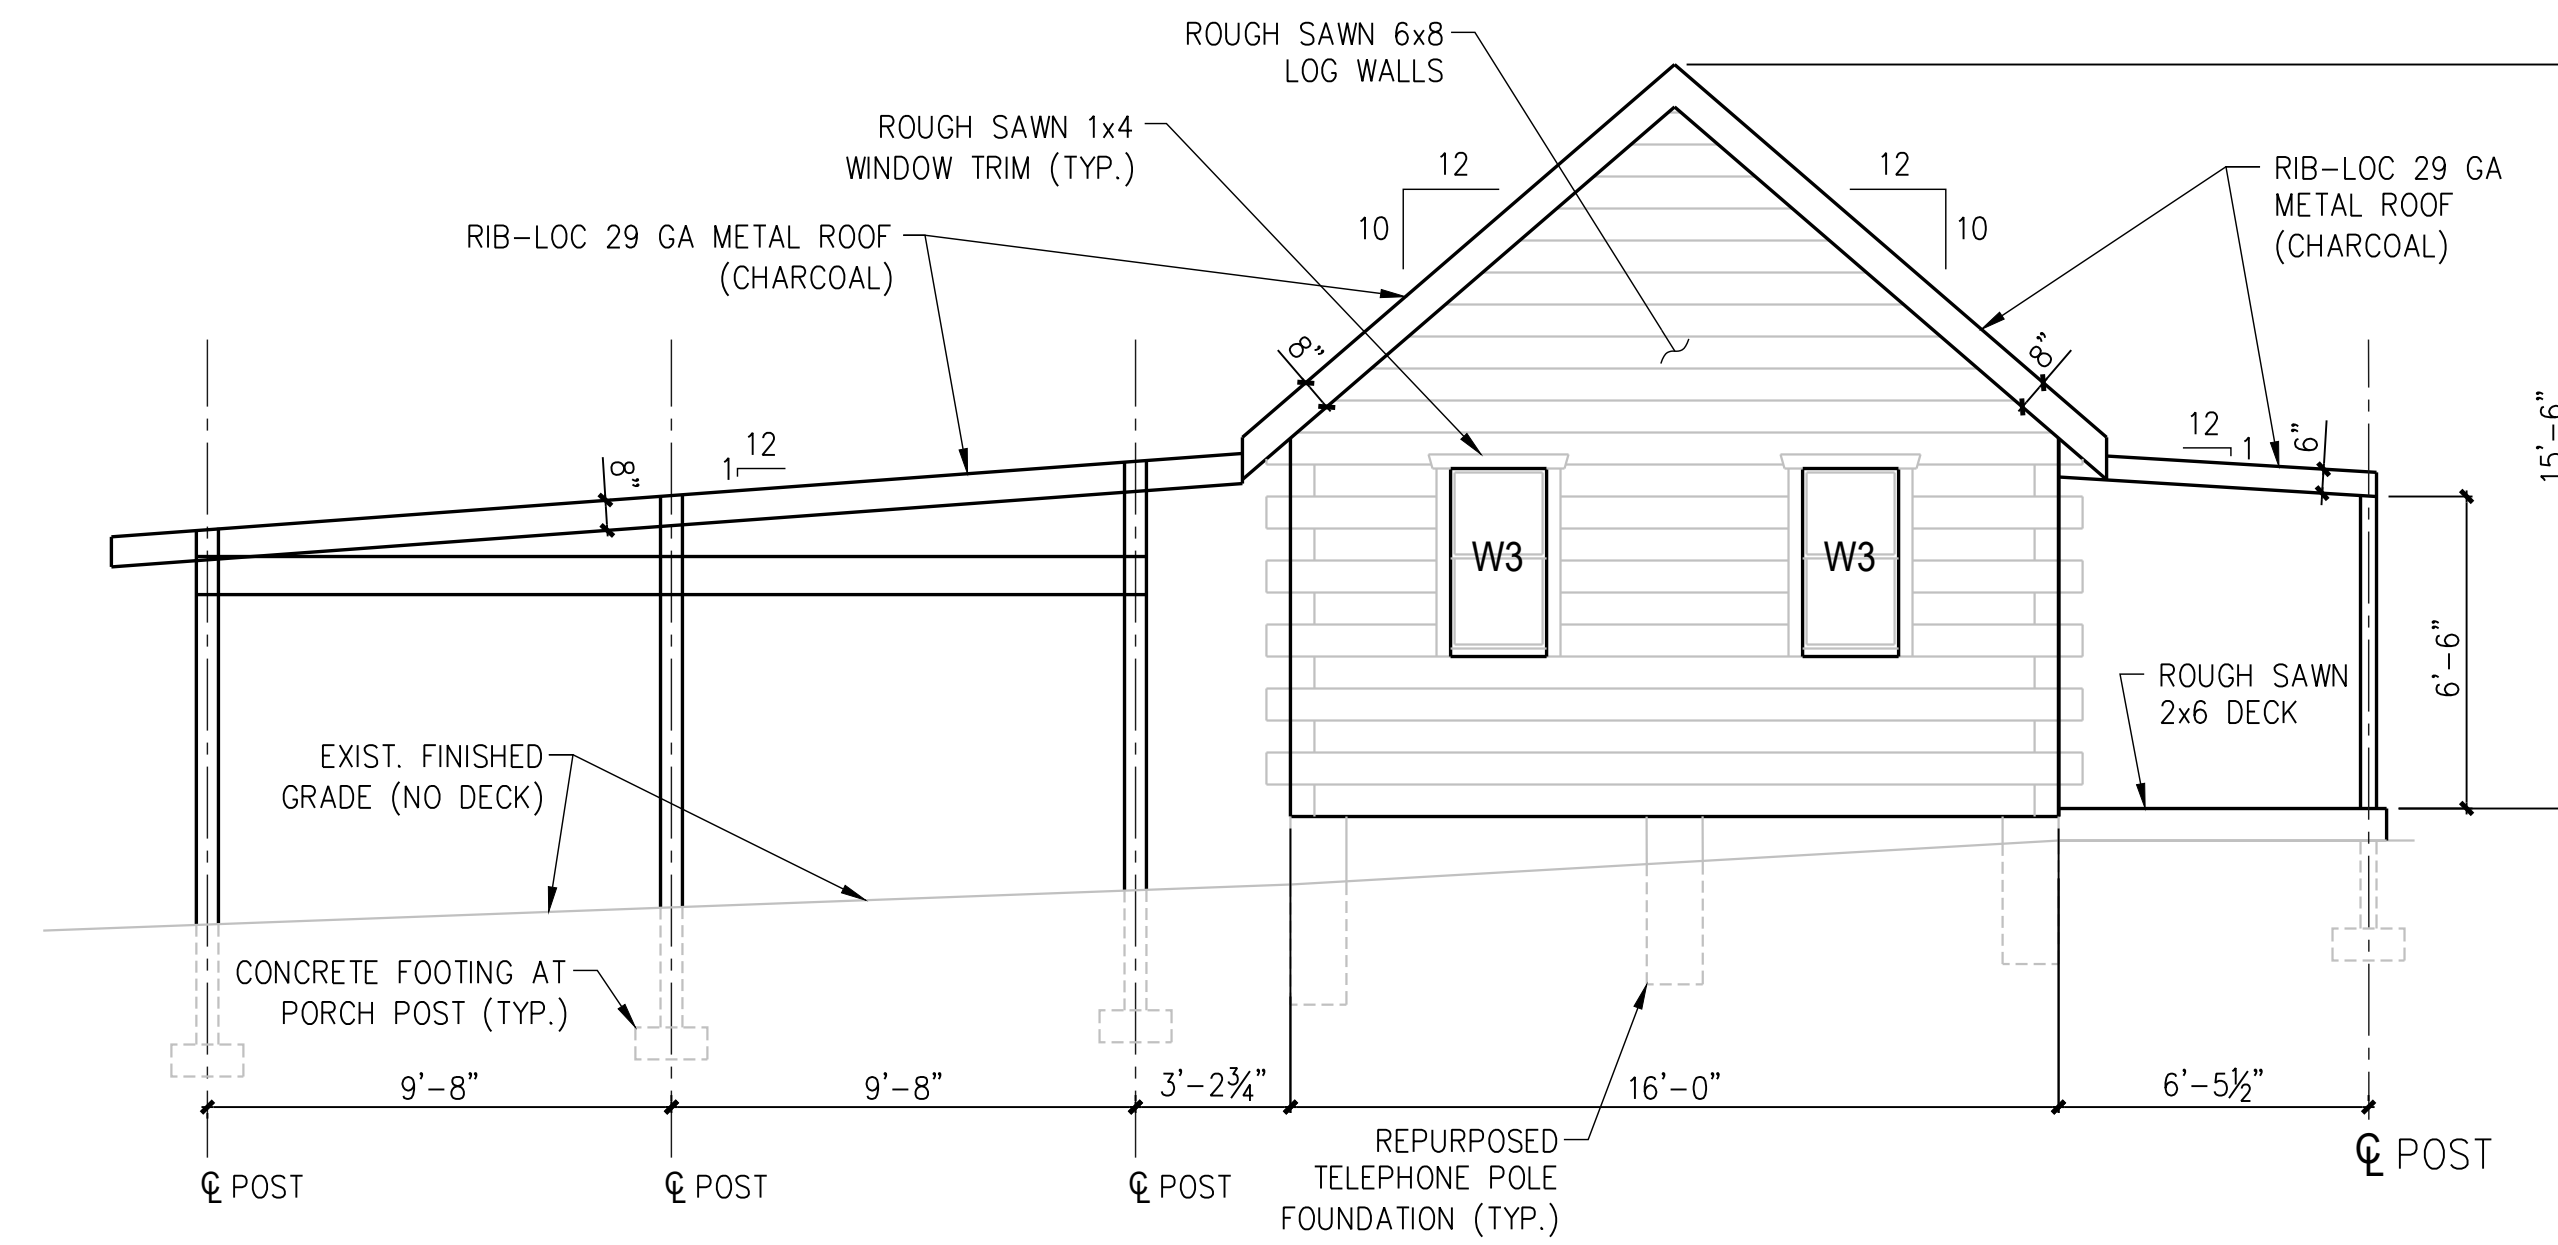 ROUGH SAWN 6x8
LOG WALLS
ROUGH SAWN 1x4
WINDOW TRIM (TYP.)
RIB-LOC 29 GA METAL ROOF
(CHARCOAL)
12
10
12
10
RIB-LOC 29 GA
METAL ROOF
(CHARCOAL)
8"
8"
12
1
8"
12
1
6"
15'-6"
W3
W3
6'-6"
ROUGH SAWN
2x6 DECK
EXIST. FINISHED
GRADE (NO DECK)
CONCRETE FOOTING AT
PORCH POST (TYP.)
9'-8"
9'-8"
3'-2¾"
16'-0"
6'-5½"
REPURPOSED
TELEPHONE POLE
FOUNDATION (TYP.)
℄ POST
℄ POST
℄ POST
℄ POST